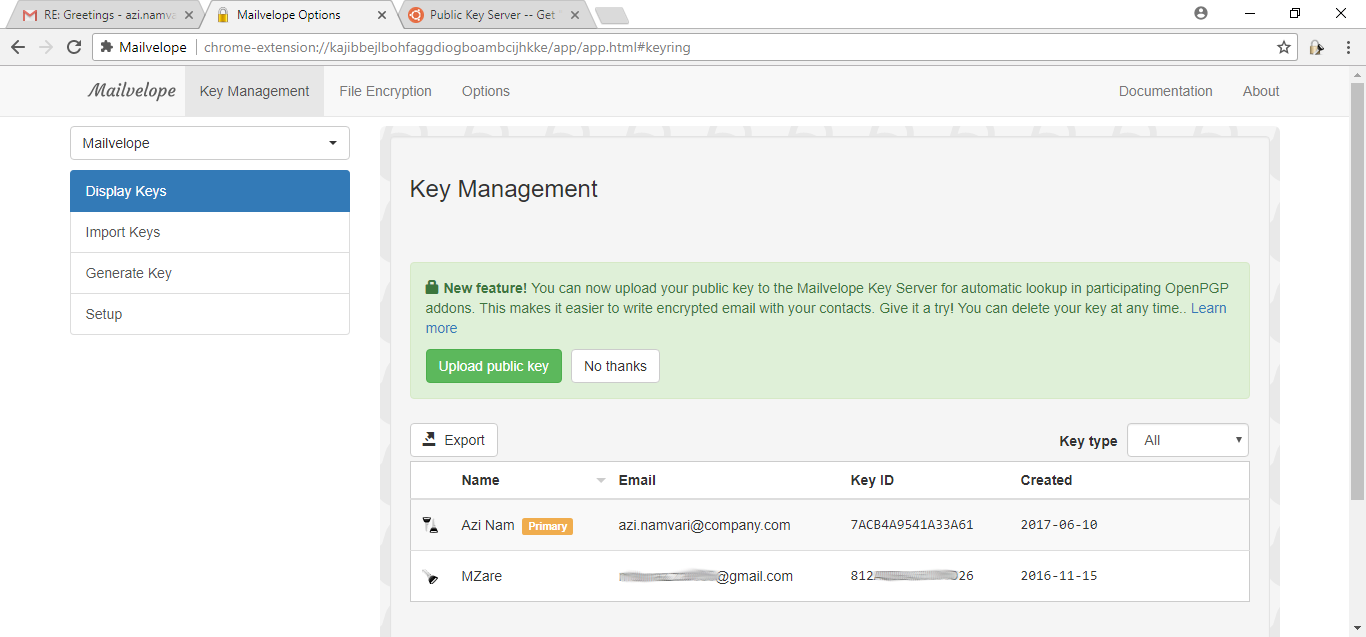 RE: Greetings - azi.namva
Mailvelope Options
Public Key Server -- Get
Mailvelope
chrome-extension://kajibbejlbohfaggdiogboambcijhkke/app/app.html#keyring
Mailvelope
Key Management
File Encryption
Options
Documentation
About
Mailvelope
Display Keys
Import Keys
Generate Key
Setup
Key Management
New feature! You can now upload your public key to the Mailvelope Key Server for automatic lookup in participating OpenPGP
addons. This makes it easier to write encrypted email with your contacts. Give it a try! You can delete your key at any time.. Learn
more
Upload public key
No thanks
Export
Key type
All
Name
Email
Key ID
Created
Azi Nam
Primary
azi.namvari@company.com
7ACB4A9541A33A61
2017-06-10
MZare
@gmail.com
812
26
2016-11-15